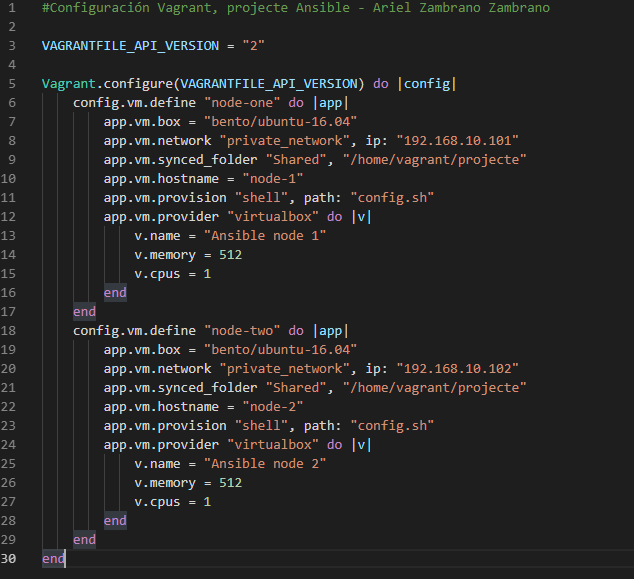 1 #Configuración Vagrant, projecte Ansible - Ariel Zambrano Zambrano
2
3 VAGRANTFILE_API_VERSION = "2"
4
5 Vagrant.configure(VAGRANTFILE_API_VERSION) do |config|
6     config.vm.define "node-one" do |app|
7         app.vm.box = "bento/ubuntu-16.04"
8         app.vm.network "private_network", ip: "192.168.10.101"
9         app.vm.synced_folder "Shared", "/home/vagrant/projecte"
10         app.vm.hostname = "node-1"
11         app.vm.provision "shell", path: "config.sh"
12         app.vm.provider "virtualbox" do |v|
13             v.name = "Ansible node 1"
14             v.memory = 512
15             v.cpus = 1
16         end
17     end
18     config.vm.define "node-two" do |app|
19         app.vm.box = "bento/ubuntu-16.04"
20         app.vm.network "private_network", ip: "192.168.10.102"
21         app.vm.synced_folder "Shared", "/home/vagrant/projecte"
22         app.vm.hostname = "node-2"
23         app.vm.provision "shell", path: "config.sh"
24         app.vm.provider "virtualbox" do |v|
25             v.name = "Ansible node 2"
26             v.memory = 512
27             v.cpus = 1
28         end
29     end
30 end